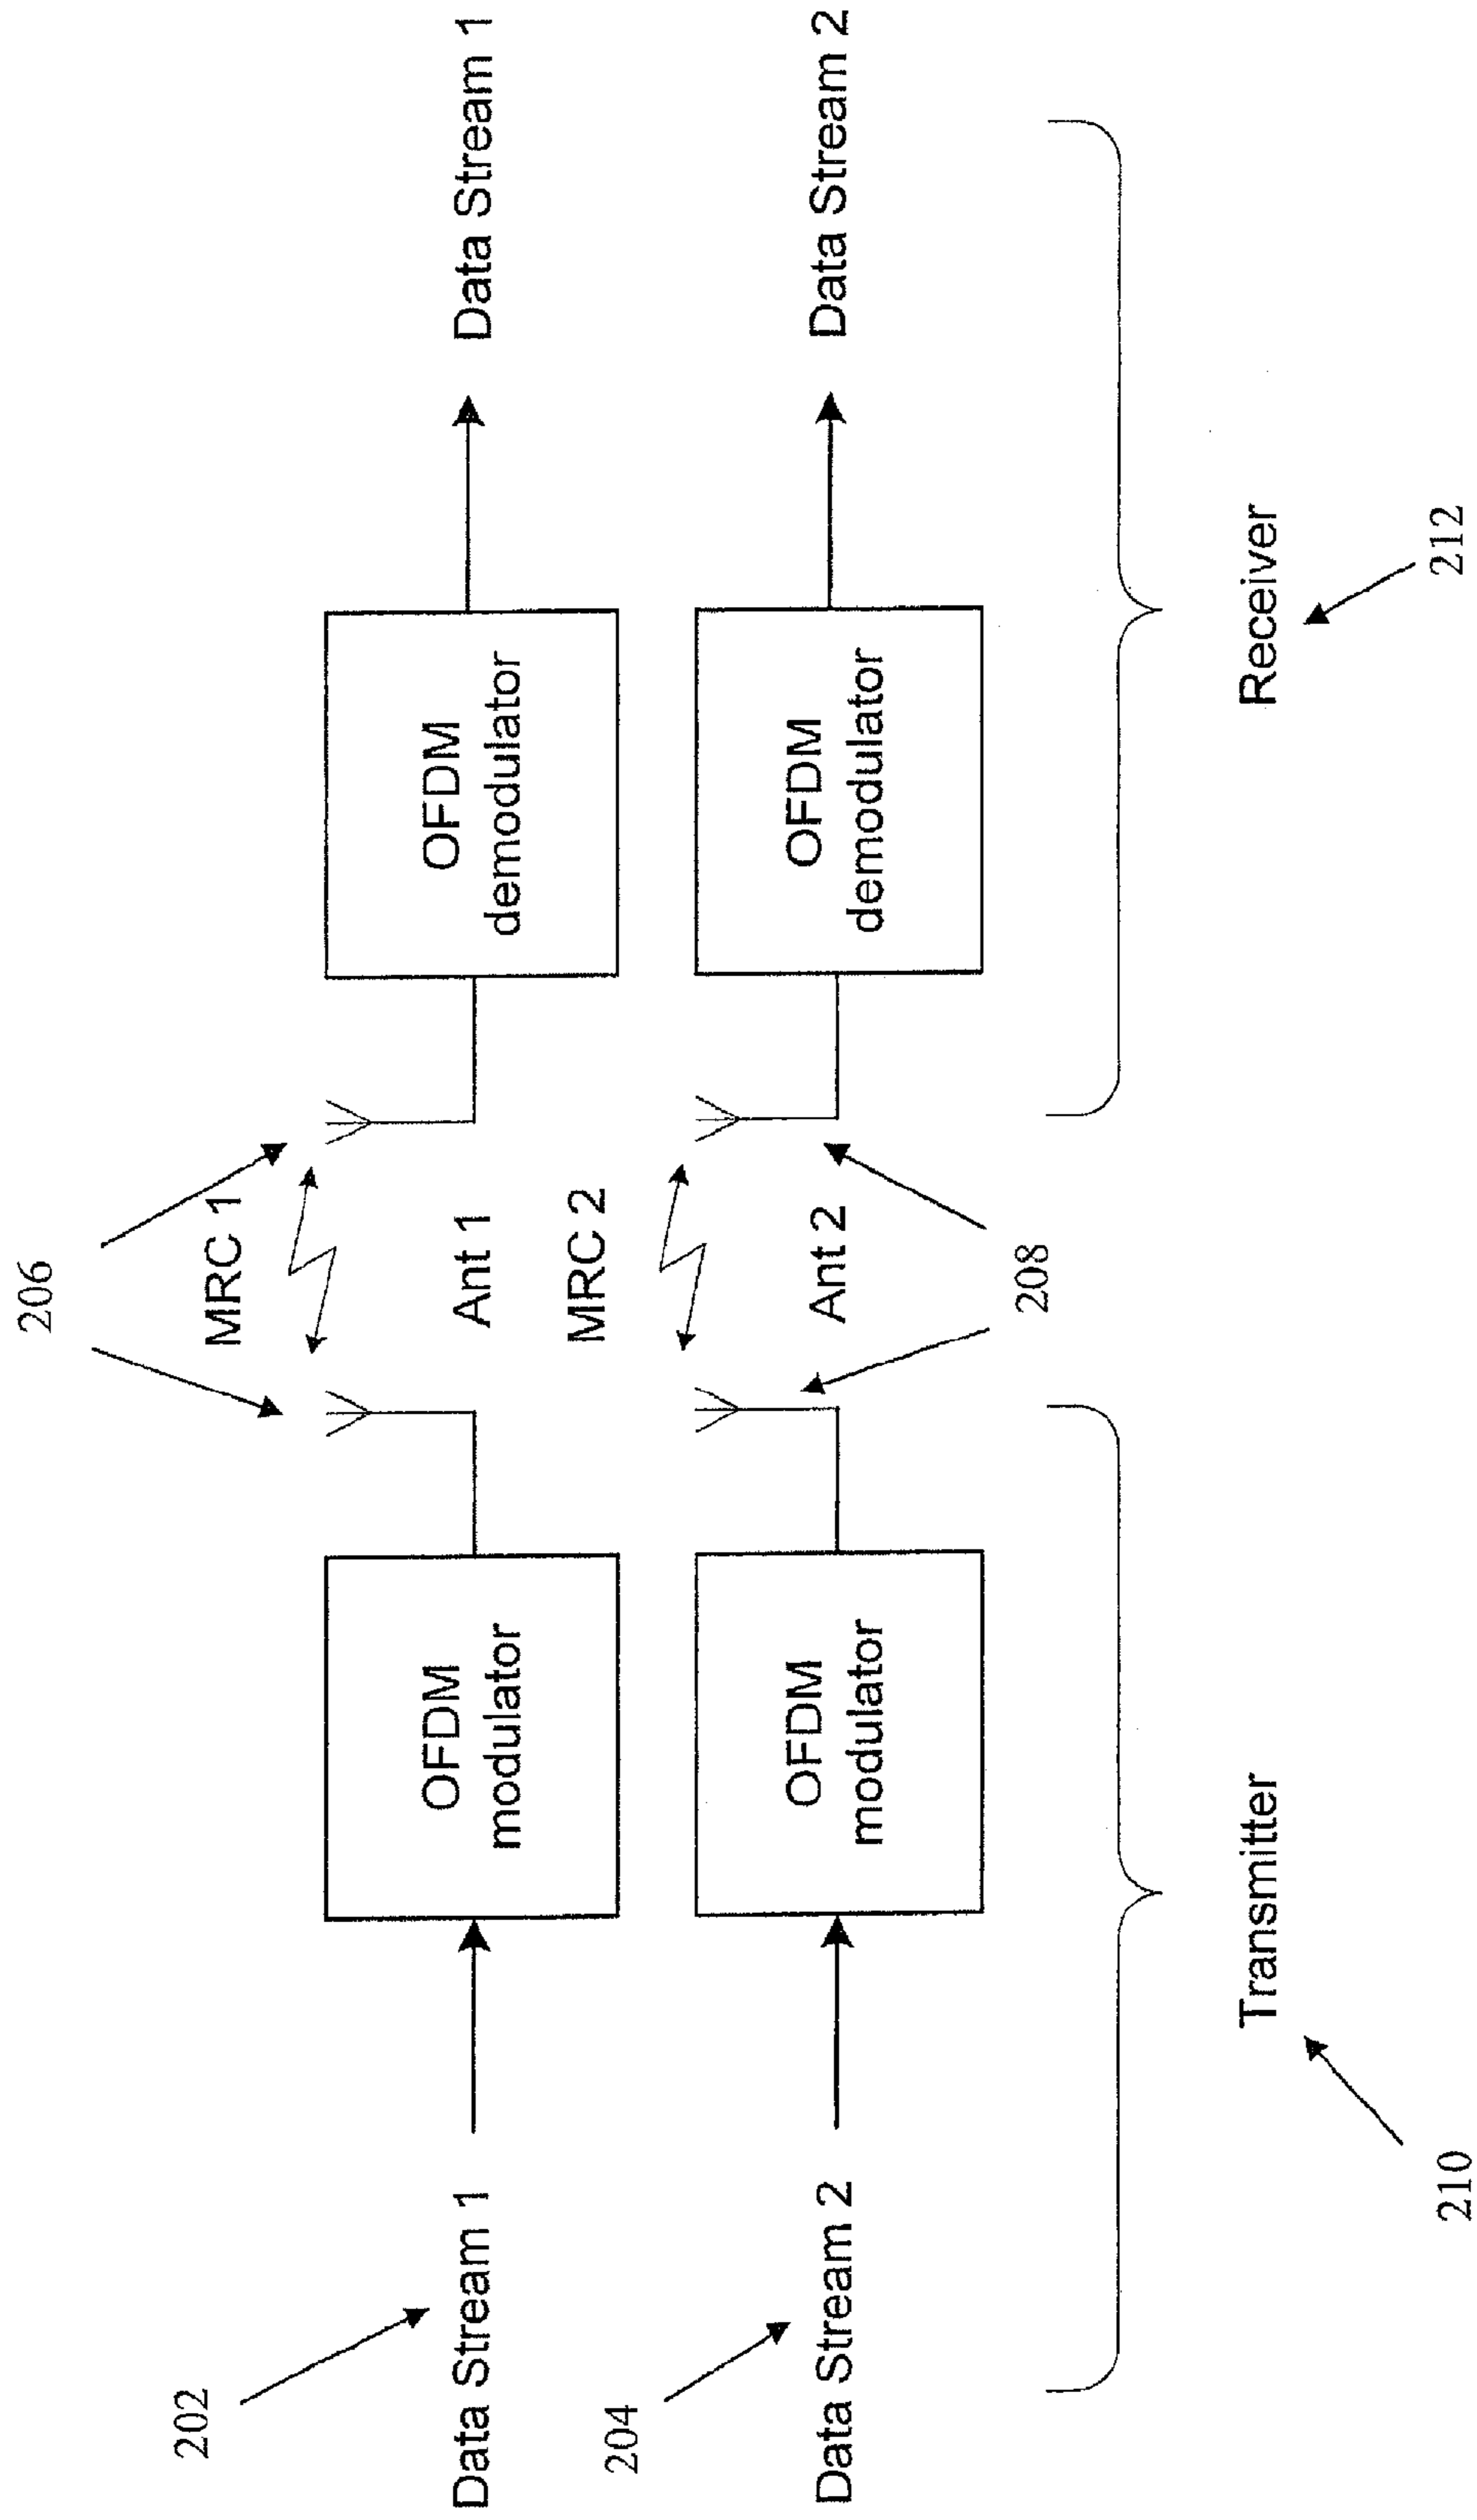 206
MRC 1
202
Data Stream 1
OFDM
modulator
Ant 1
OFDM
demodulator
Data Stream 1
MRC 2
204
Data Stream 2
OFDM
modulator
Ant 2
OFDM
demodulator
Data Stream 2
208
Transmitter
Receiver
210
212